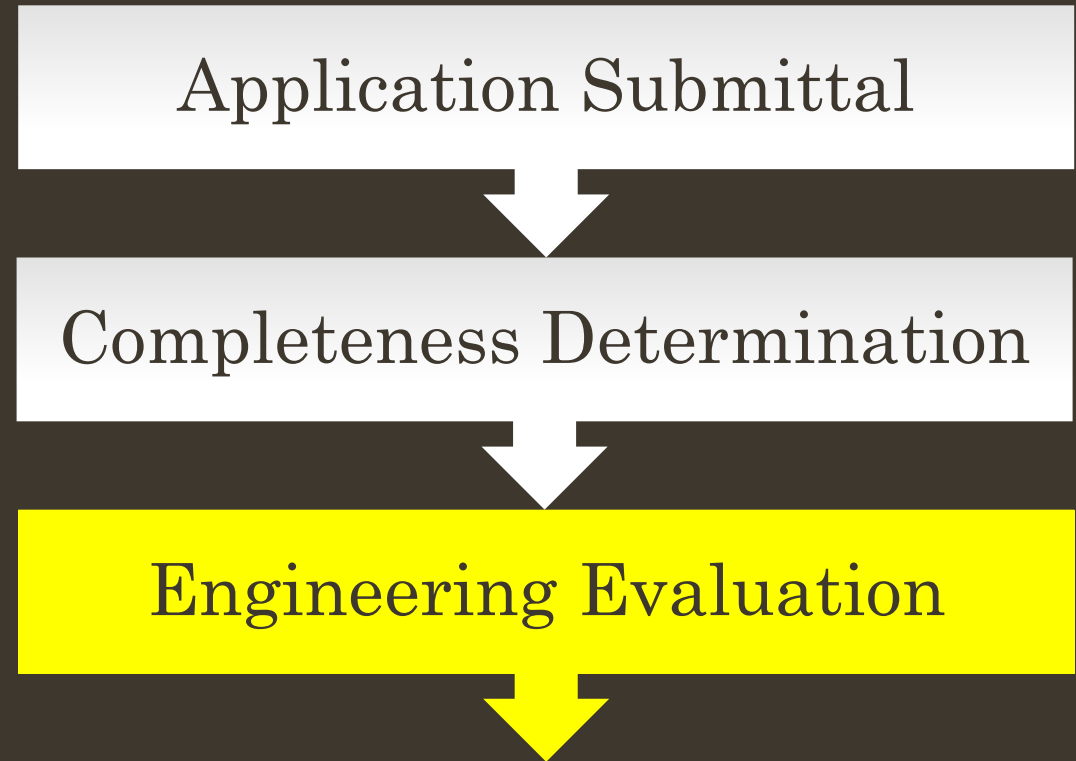 Application Submittal
Completeness Determination
Engineering Evaluation